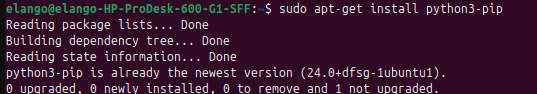 elango@elango-HP-ProDesk-600-G1-SFF:~$ sudo apt-get install python3-pip
Reading package lists... Done
Building dependency tree... Done
Reading state information... Done
python3-pip is already the newest version (24.0+dfsg-1ubuntu1).
0 upgraded, 0 newly installed, 0 to remove and 1 not upgraded.